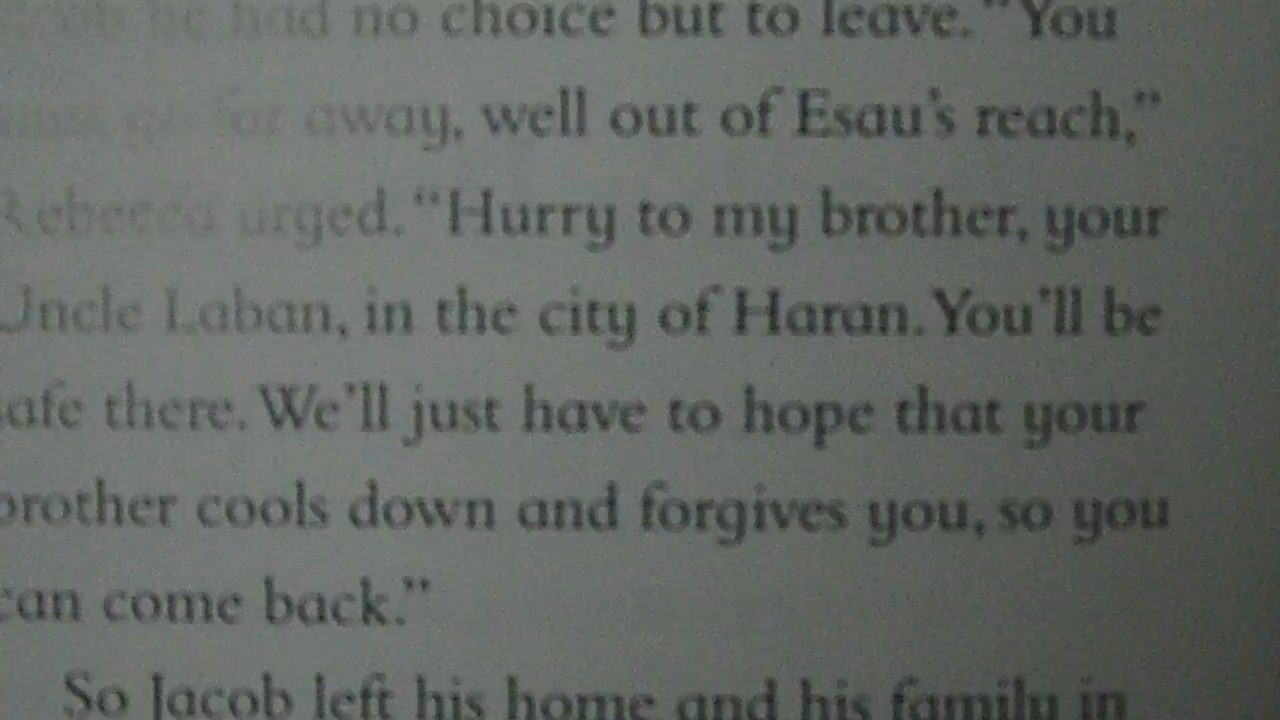 he had no choice but to leave. "You
far away, well out of Esau's reach,"
Rebecca urged. "Hurry to my brother, your
Uncle Laban, in the city of Haran. You'll be
safe there. We'll just have to hope that your
brother cools down and forgives you, so you
can come back."
So Jacob left his home and his family in